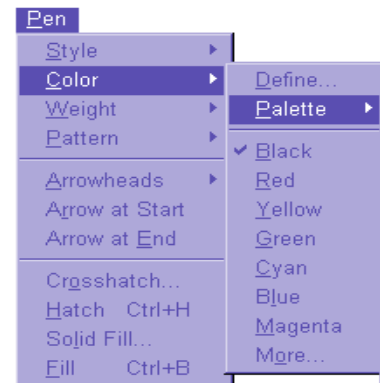 Pen
Style
Color
Weight
Pattern
Arrowheads
Arrow at Start
Arrow at End
Crosshatch...
Hatch Ctrl+H
Solid Fill...
Fill Ctrl+B
Define...
Palette
Black
Red
Yellow
Green
Cyan
Blue
Magenta
More...